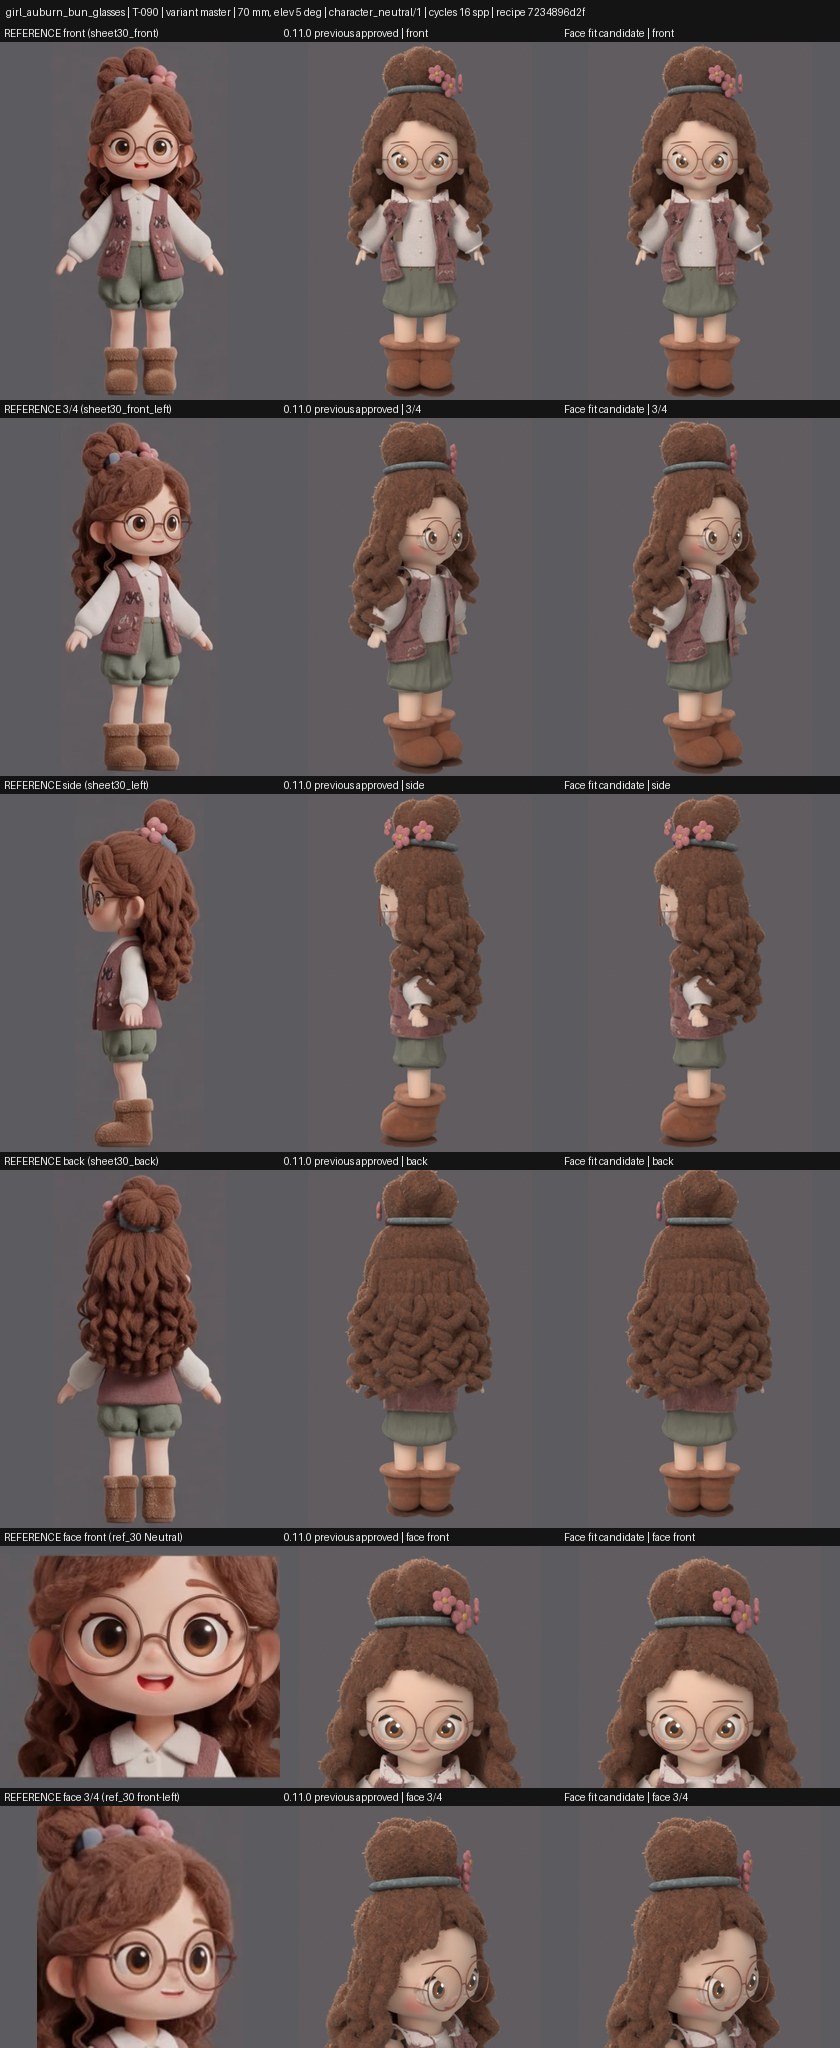 girl_auburn_bun_glasses | T-090 | variant master | 70 mm, elev 5 deg | character_neutral/1 | cycles 16 spp | recipe 7234896d2f
REFERENCE front (sheet30_front) 0.11.0 previous approved | front Face fit candidate | front
REFERENCE 3/4 (sheet30_front_left) 0.11.0 previous approved | 3/4 Face fit candidate | 3/4
REFERENCE side (sheet30_left) 0.11.0 previous approved | side Face fit candidate | side
REFERENCE back (sheet30_back) 0.11.0 previous approved | back Face fit candidate | back
REFERENCE face front (ref_30 Neutral) 0.11.0 previous approved | face front Face fit candidate | face front
REFERENCE face 3/4 (ref_30 front-left) 0.11.0 previous approved | face 3/4 Face fit candidate | face 3/4